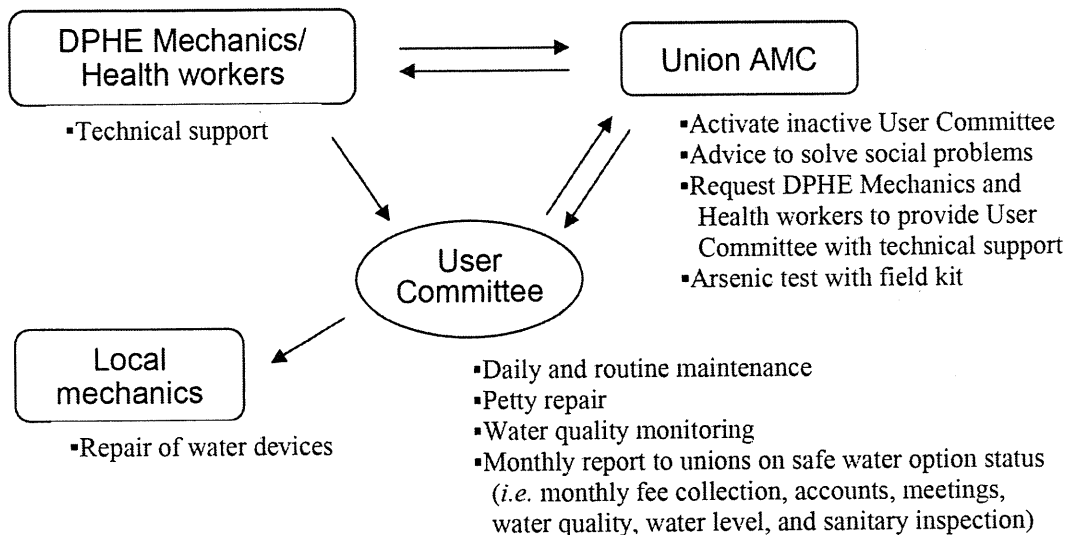 DPHE Mechanics/
Health workers
▪Technical support
Union AMC
▪Activate inactive User Committee
▪Advice to solve social problems
▪Request DPHE Mechanics and
Health workers to provide User
Committee with technical support
▪Arsenic test with field kit
User
Committee
▪Daily and routine maintenance
▪Petty repair
▪Water quality monitoring
▪Monthly report to unions on safe water option status
(i.e. monthly fee collection, accounts, meetings,
water quality, water level, and sanitary inspection)
Local
mechanics
▪Repair of water devices